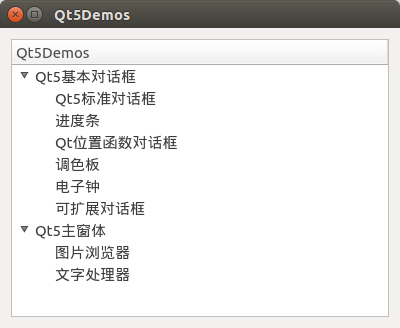 Qt5Demos
Qt5Demos
Qt5基本对话框
Qt5标准对话框
进度条
Qt位置函数对话框
调色板
电子钟
可扩展对话框
Qt5主窗体
图片浏览器
文字处理器